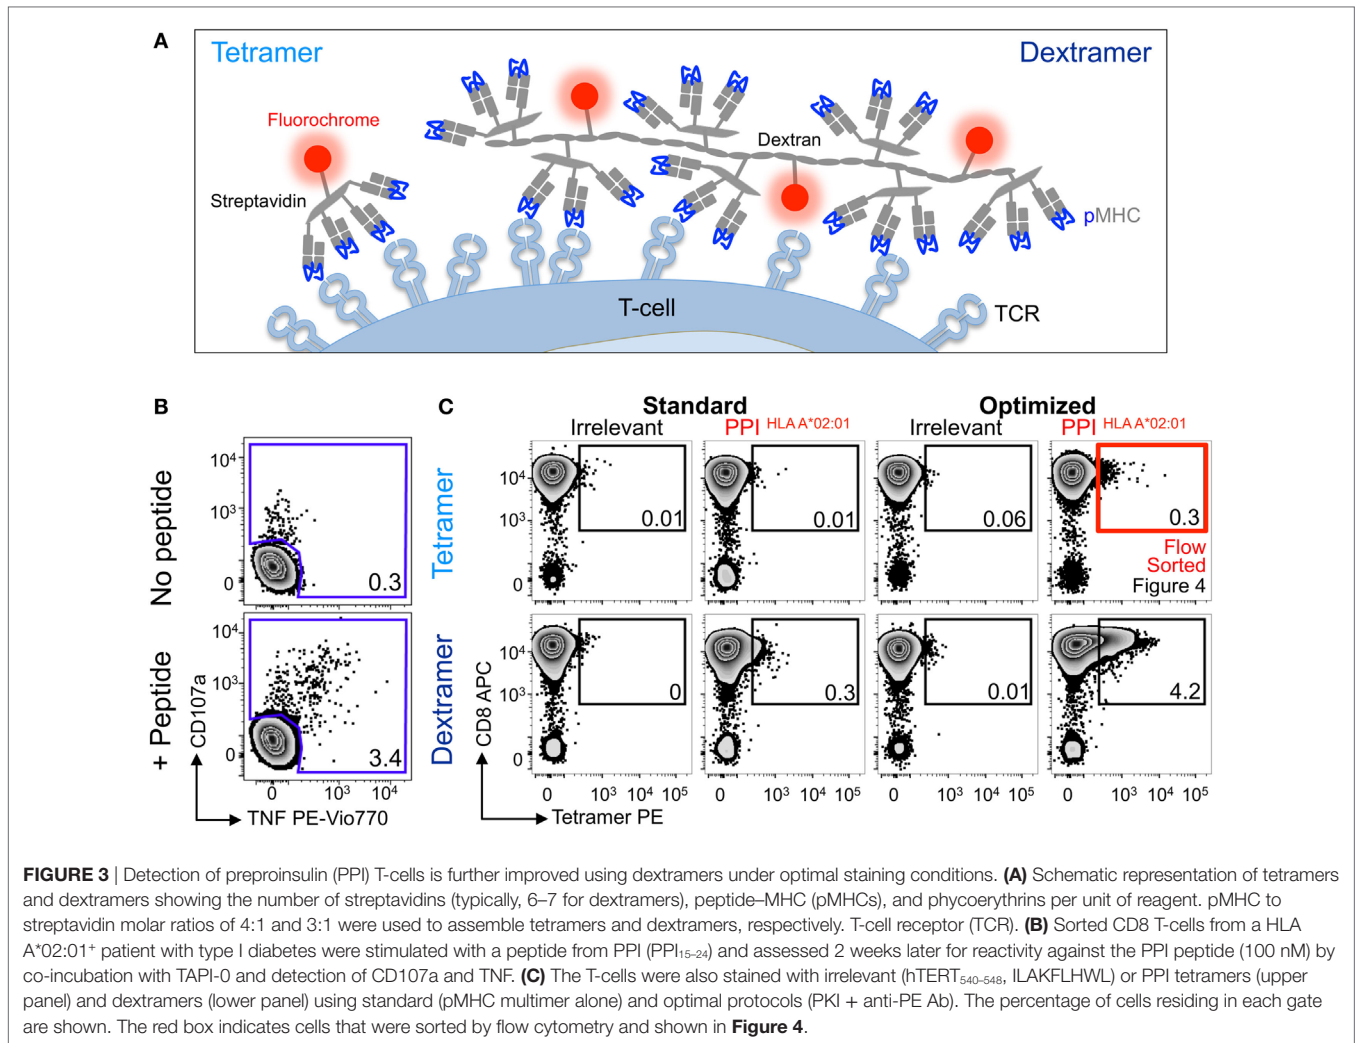 A
Tetramer
Dextramer
Fluorochrome
Dextran
Streptavidin
pMHC
T-cell
TCR
B
C
Standard
Optimized
Irrelevant
PPI HLA A*02:01
Irrelevant
PPI HLA A*02:01
No peptide
10⁴
10³
0
0.3
+ Peptide
10⁴
10³
0
3.4
CD107a
0
10³
10⁴
TNF PE-Vio770
Tetramer
10⁴
10³
0
0.01
0.01
0.06
0.3
Flow
Sorted
Figure 4
Dextramer
CD8 APC
10⁴
10³
0
0
0.3
0.01
4.2
0 10³ 10⁴ 10⁵
0 10³ 10⁴ 10⁵
0 10³ 10⁴ 10⁵
0 10³ 10⁴ 10⁵
Tetramer PE
FIGURE 3 | Detection of preproinsulin (PPI) T-cells is further improved using dextramers under optimal staining conditions. (A) Schematic representation of tetramers
and dextramers showing the number of streptavidins (typically, 6–7 for dextramers), peptide–MHC (pMHCs), and phycoerythrins per unit of reagent. pMHC to
streptavidin molar ratios of 4:1 and 3:1 were used to assemble tetramers and dextramers, respectively. T-cell receptor (TCR). (B) Sorted CD8 T-cells from a HLA
A*02:01⁺ patient with type I diabetes were stimulated with a peptide from PPI (PPI₁₅₋₂₄) and assessed 2 weeks later for reactivity against the PPI peptide (100 nM) by
co-incubation with TAPI-0 and detection of CD107a and TNF. (C) The T-cells were also stained with irrelevant (hTERT₅₄₀₋₅₄₈, ILAKFLHWL) or PPI tetramers (upper
panel) and dextramers (lower panel) using standard (pMHC multimer alone) and optimal protocols (PKI + anti-PE Ab). The percentage of cells residing in each gate
are shown. The red box indicates cells that were sorted by flow cytometry and shown in Figure 4.